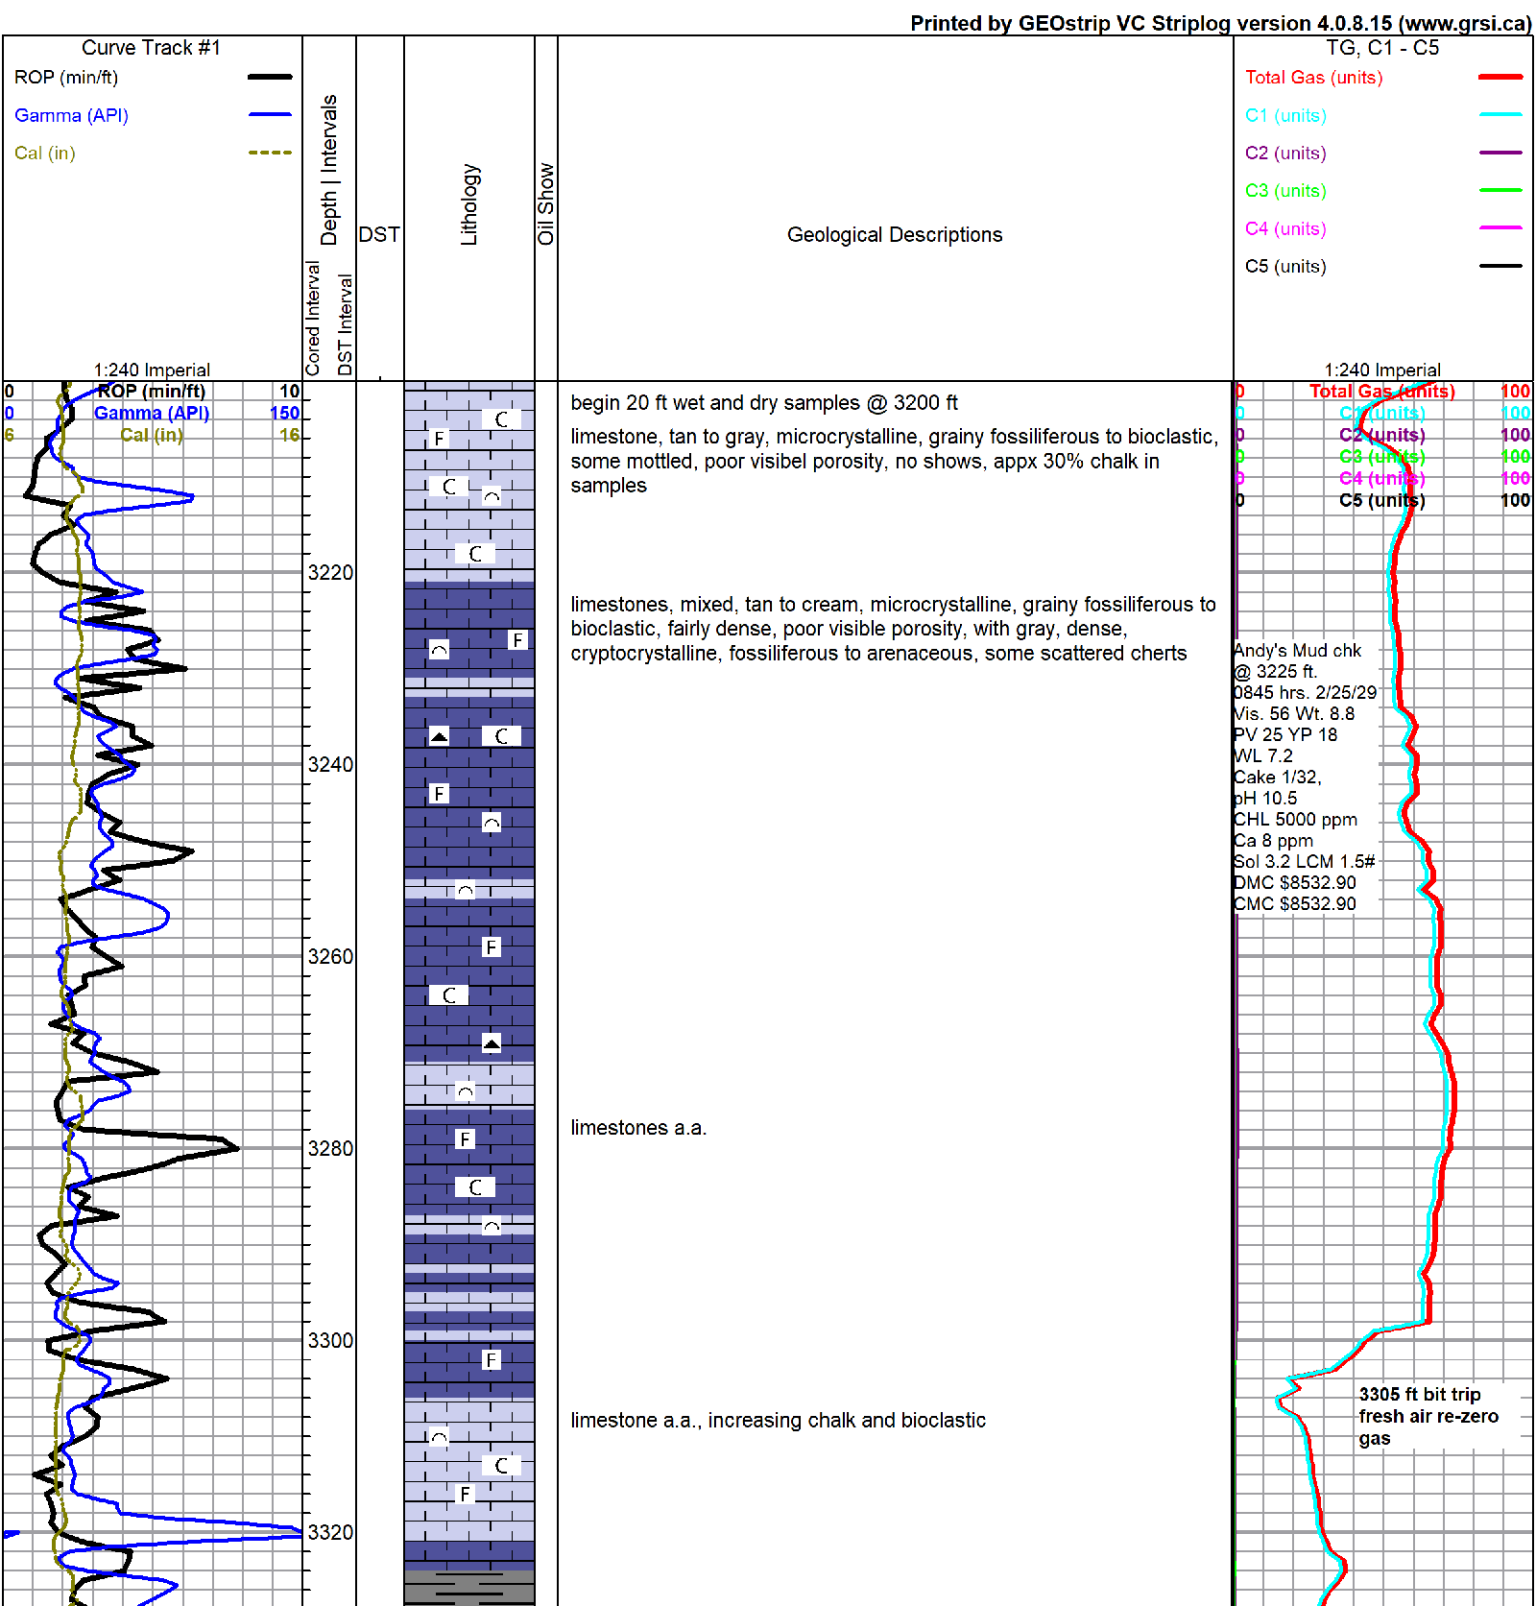 Printed by GEOstrip VC Striplog version 4.0.8.15 (www.grsi.ca)
Curve Track #1
ROP (min/ft)
Gamma (API)
Cal (in)
1:240 Imperial
Cored Interval
Depth | Intervals
DST Interval
DST
Lithology
Oil Show
Geological Descriptions
TG, C1 - C5
Total Gas (units)
C1 (units)
C2 (units)
C3 (units)
C4 (units)
C5 (units)
1:240 Imperial
0 ROP (min/ft) 10
0 Gamma (API) 150
6 Cal (in) 16
0 Total Gas (units) 100
0 C1 (units) 100
0 C2 (units) 100
0 C3 (units) 100
0 C4 (units) 100
0 C5 (units) 100
begin 20 ft wet and dry samples @ 3200 ft
limestone, tan to gray, microcrystalline, grainy fossiliferous to bioclastic,
some mottled, poor visibel porosity, no shows, appx 30% chalk in
samples
C
F
C
C
3220
limestones, mixed, tan to cream, microcrystalline, grainy fossiliferous to
bioclastic, fairly dense, poor visible porosity, with gray, dense,
cryptocrystalline, fossiliferous to arenaceous, some scattered cherts
F
Andy's Mud chk
@ 3225 ft.
0845 hrs. 2/25/29
Vis. 56 Wt. 8.8
PV 25 YP 18
WL 7.2
Cake 1/32,
pH 10.5
CHL 5000 ppm
Ca 8 ppm
Sol 3.2 LCM 1.5#
DMC $8532.90
CMC $8532.90
C
3240
F
F
3260
C
limestones a.a.
F
3280
C
3300
F
3305 ft bit trip
fresh air re-zero
gas
limestone a.a., increasing chalk and bioclastic
C
F
3320